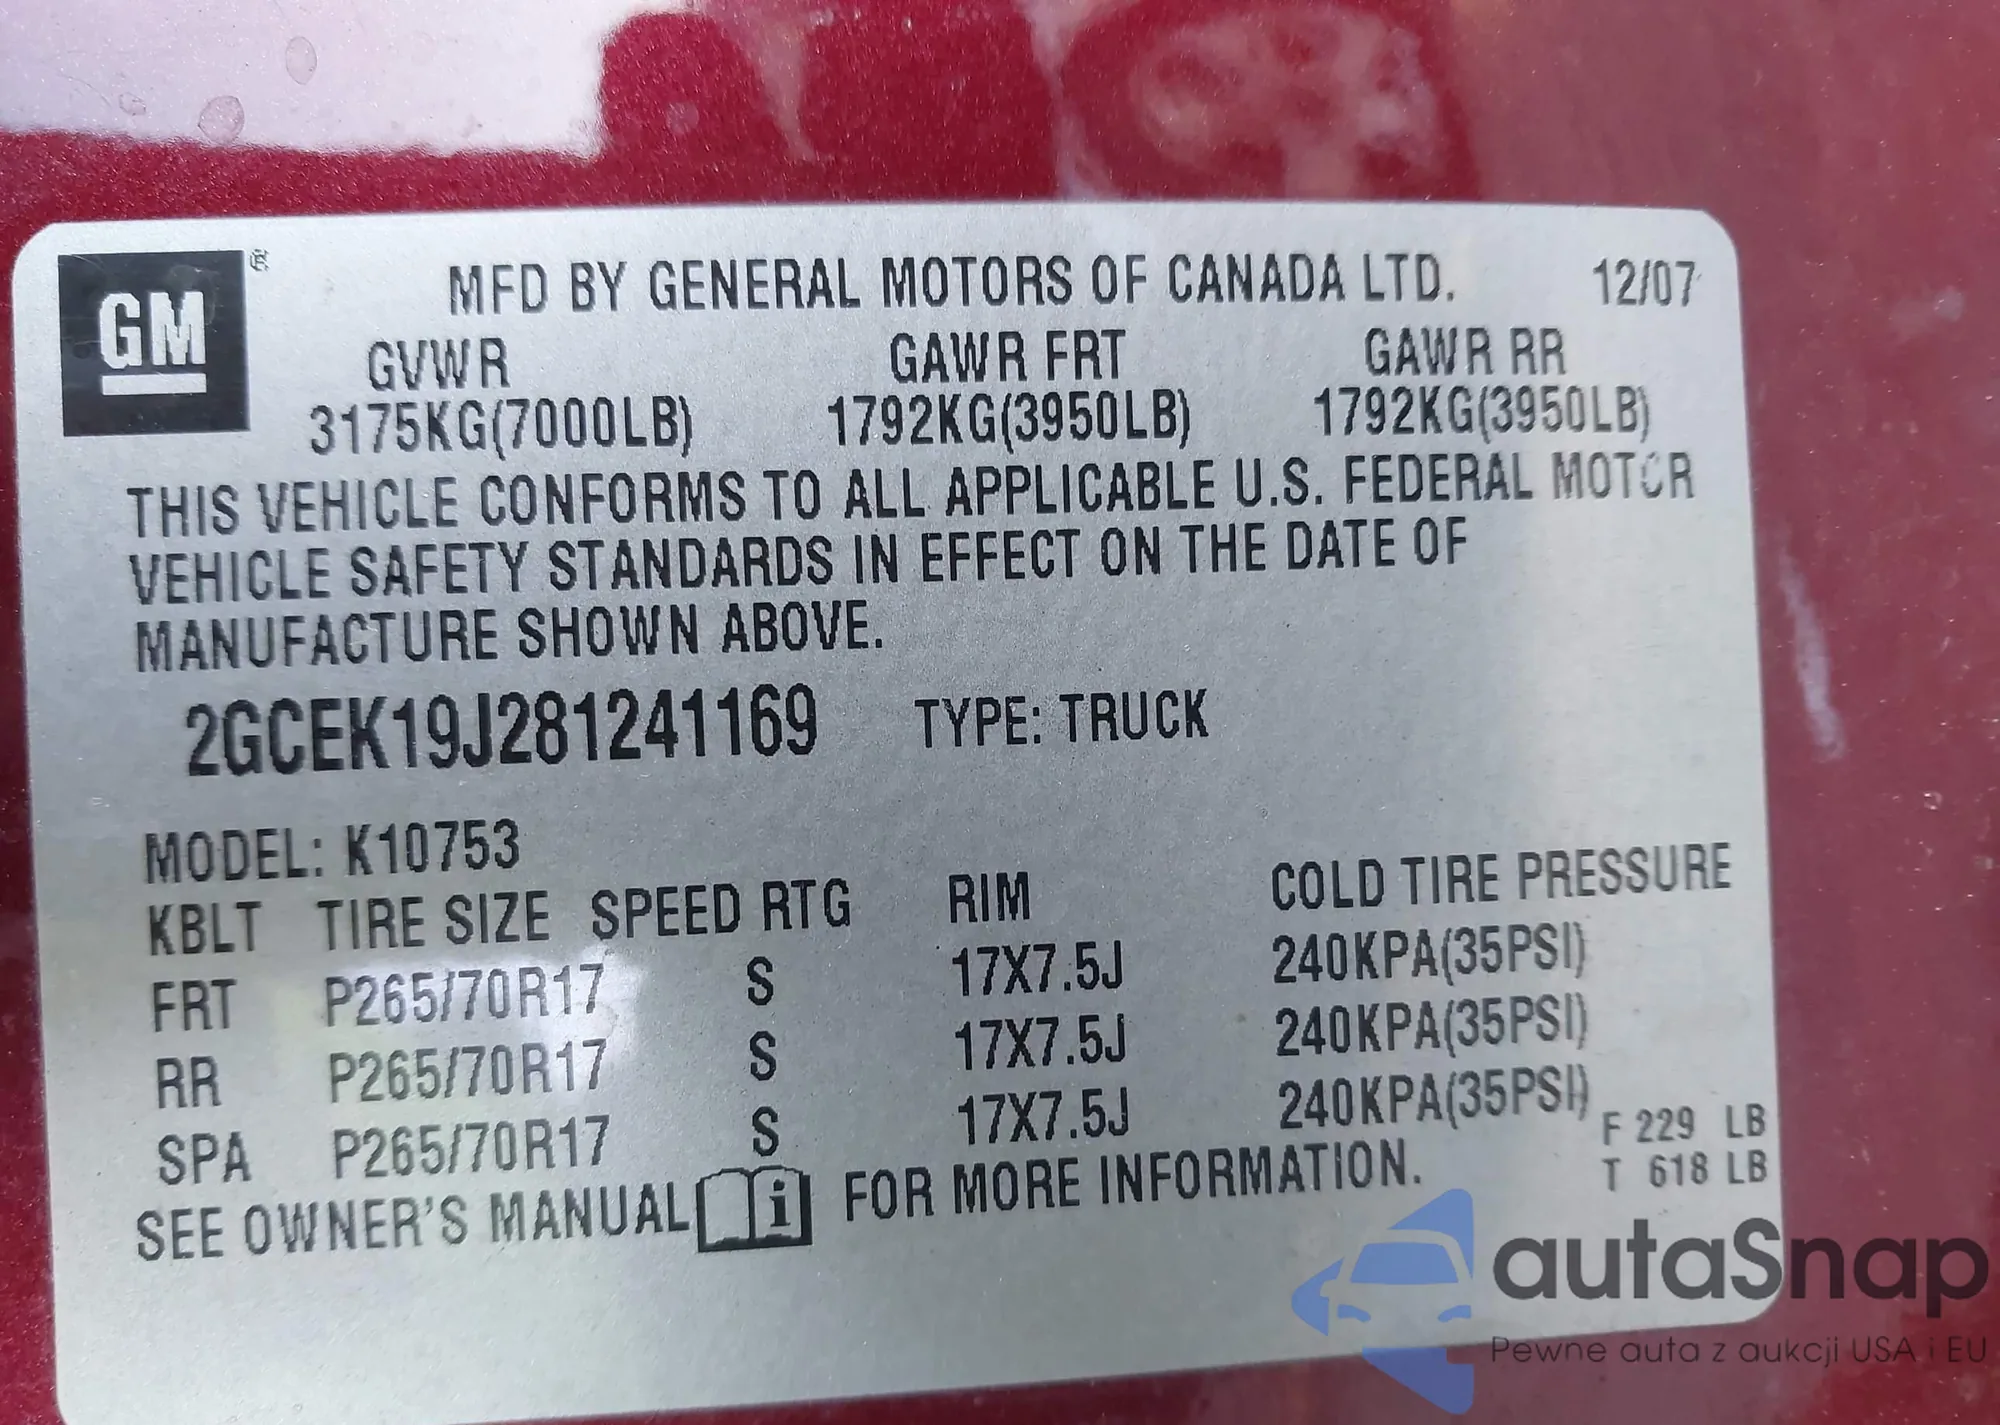 GM ®
MFD BY GENERAL MOTORS OF CANADA LTD. 12/07
GVWR GAWR FRT GAWR RR
3175KG(7000LB) 1792KG(3950LB) 1792KG(3950LB)
THIS VEHICLE CONFORMS TO ALL APPLICABLE U.S. FEDERAL MOTOR
VEHICLE SAFETY STANDARDS IN EFFECT ON THE DATE OF
MANUFACTURE SHOWN ABOVE.
2GCEK19J281241169 TYPE: TRUCK
MODEL: K10753
KBLT TIRE SIZE SPEED RTG RIM COLD TIRE PRESSURE
FRT P265/70R17 S 17X7.5J 240KPA(35PSI)
RR P265/70R17 S 17X7.5J 240KPA(35PSI)
SPA P265/70R17 S 17X7.5J 240KPA(35PSI)
F 229 LB
T 618 LB
SEE OWNER'S MANUAL i FOR MORE INFORMATION.
autaSnap
Pewne auta z aukcji USA i EU